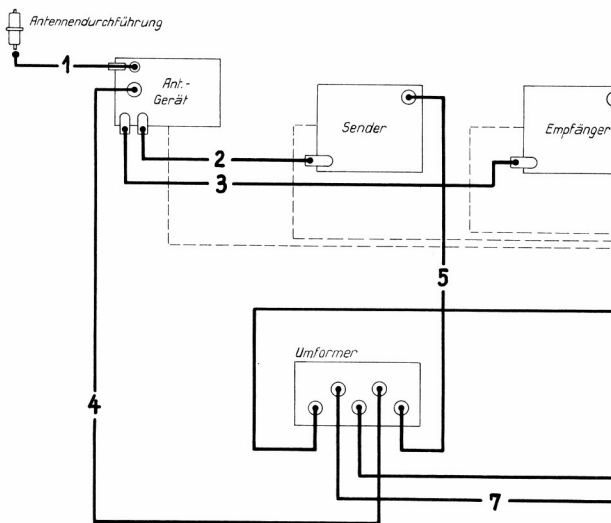 Antennendurchführung
1
Ant.-
Gerät
Sender
Empfänger
2
3
5
Umformer
4
7